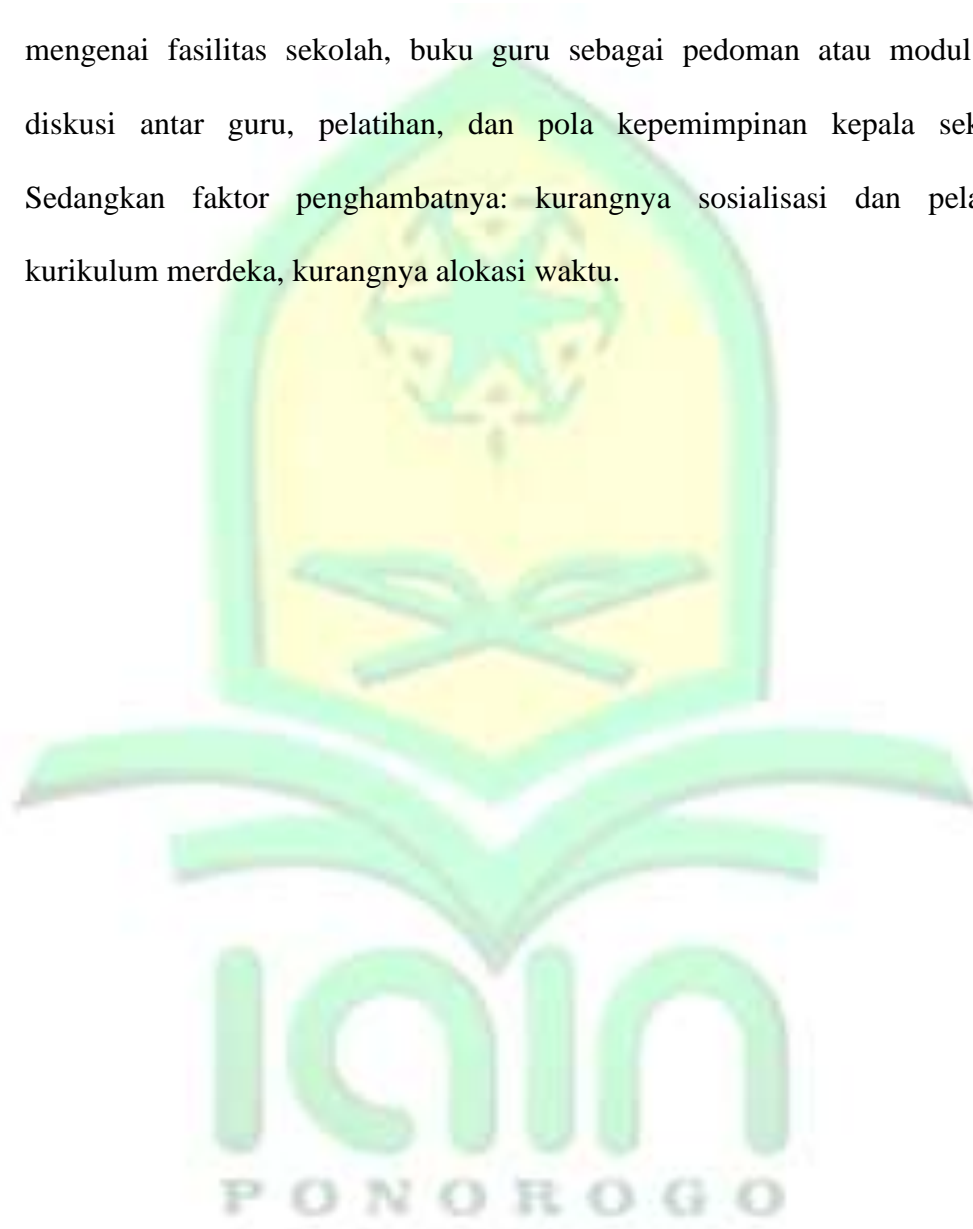 mengenai fasilitas sekolah, buku guru sebagai pedoman atau modul
diskusi antar guru, pelatihan, dan pola kepemimpinan kepala
Sedangkan faktor penghambatnya: kurangnya sosialisasi dan
kurikulum merdeka, kurangnya alokasi waktu.
iain
PONOROGO